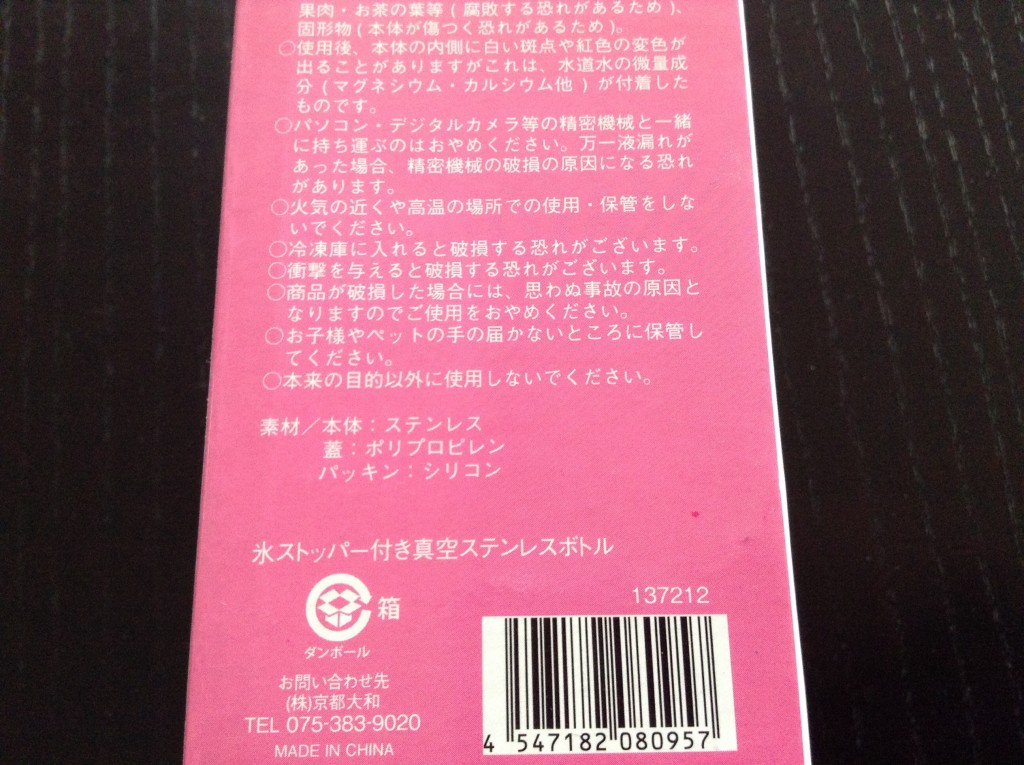 果肉・お茶の葉等(腐敗する恐れがあるため)、
固形物(本体が傷つく恐れがあるため)。
○使用後、本体の内側に白い斑点や紅色の変色が
出ることがありますがこれは、水道水の微量成
分(マグネシウム・カルシウム他)が付着した
ものです。
○パソコン・デジタルカメラ等の精密機械と一緒
に持ち運ぶのはおやめください。万一液漏れが
あった場合、精密機械の破損の原因になる恐れ
があります。
○火気の近くや高温の場所での使用・保管をしな
いでください。
○冷凍庫に入れると破損する恐れがございます。
○衝撃を与えると破損する恐れがございます。
○商品が破損した場合には、思わぬ事故の原因と
なりますのでご使用をおやめください。
○お子様やペットの手の届かないところに保管し
てください。
○本来の目的以外に使用しないでください。
素材/本体:ステンレス
蓋:ポリプロピレン
パッキン:シリコン
氷ストッパー付き真空ステンレスボトル
137212
箱
ダンボール
お問い合わせ先
(株)京都大和
TEL 075-383-9020
MADE IN CHINA
4 547182 080957